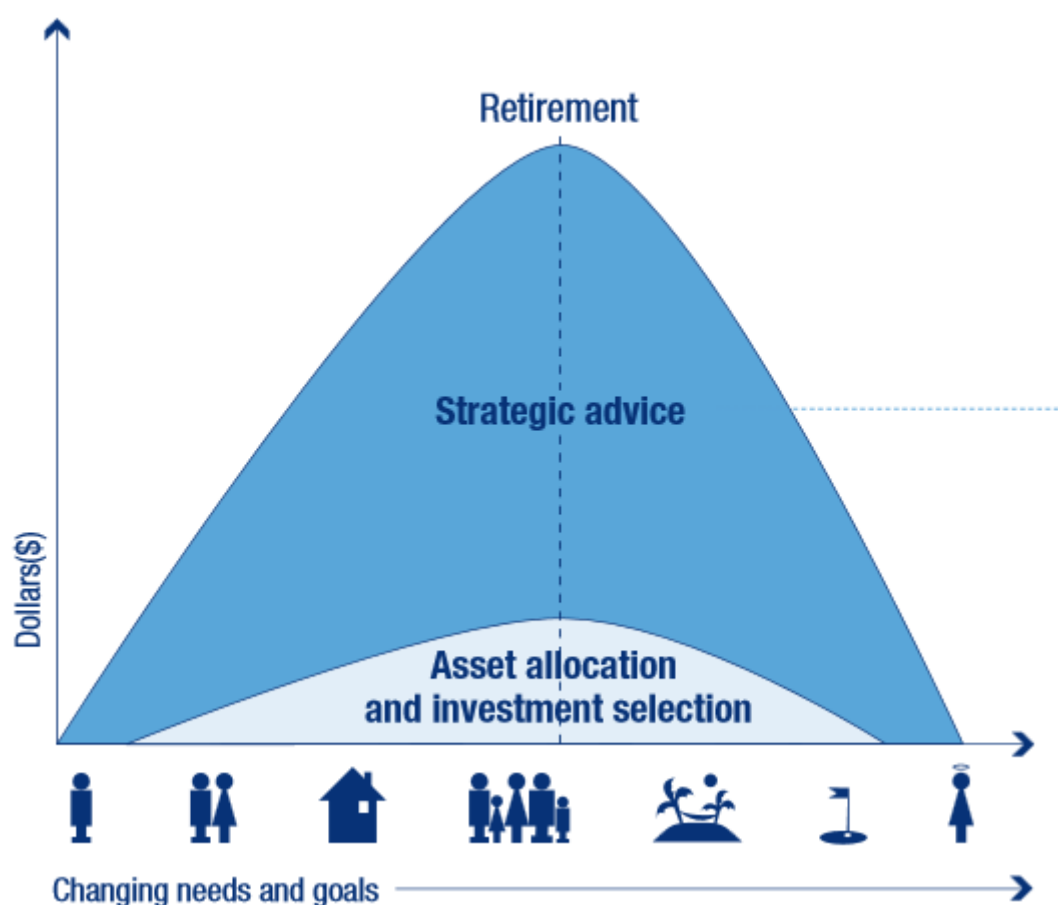 Retirement
Strategic advice
Dollars($)
Asset allocation
and investment selection
Changing needs and goals